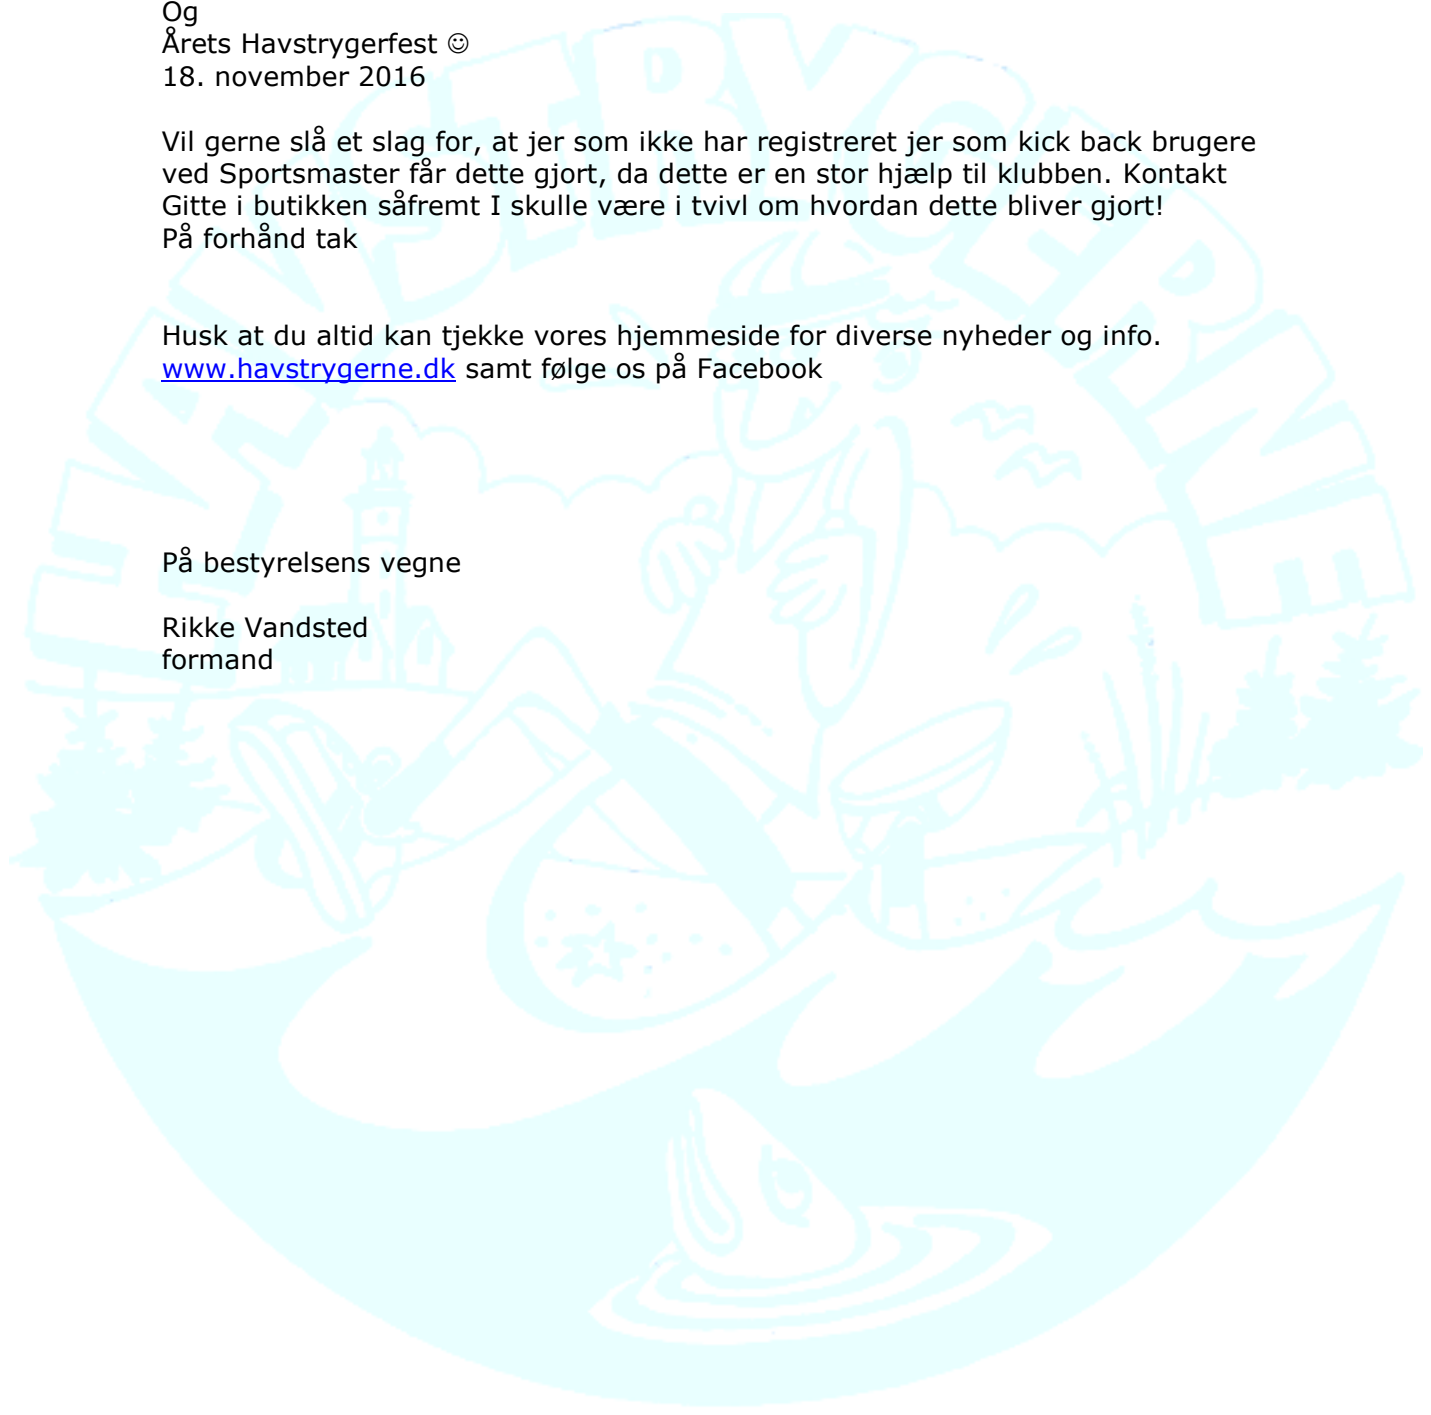 Og
Årets Havstrygerfest ☺
18. november 2016
Vil gerne slå et slag for, at jer som ikke har registreret jer som kick back brugere
ved Sportsmaster får dette gjort, da dette er en stor hjælp til klubben. Kontakt
Gitte i butikken såfremt I skulle være i tvivl om hvordan dette bliver gjort!
På forhånd tak
Husk at du altid kan tjekke vores hjemmeside for diverse nyheder og info.
www.havstrygerne.dk samt følge os på Facebook
På bestyrelsens vegne
Rikke Vandsted
formand
HAVSTRYGERNE